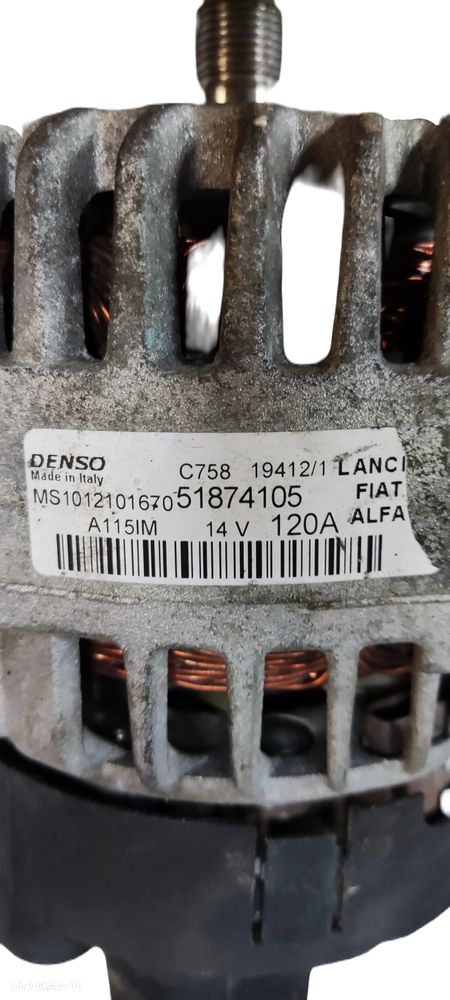 DENSO
Made in Italy
C758 19412/1 LANCI
MS1012101670 51874105 FIAT
A115IM 14 V 120A ALFA